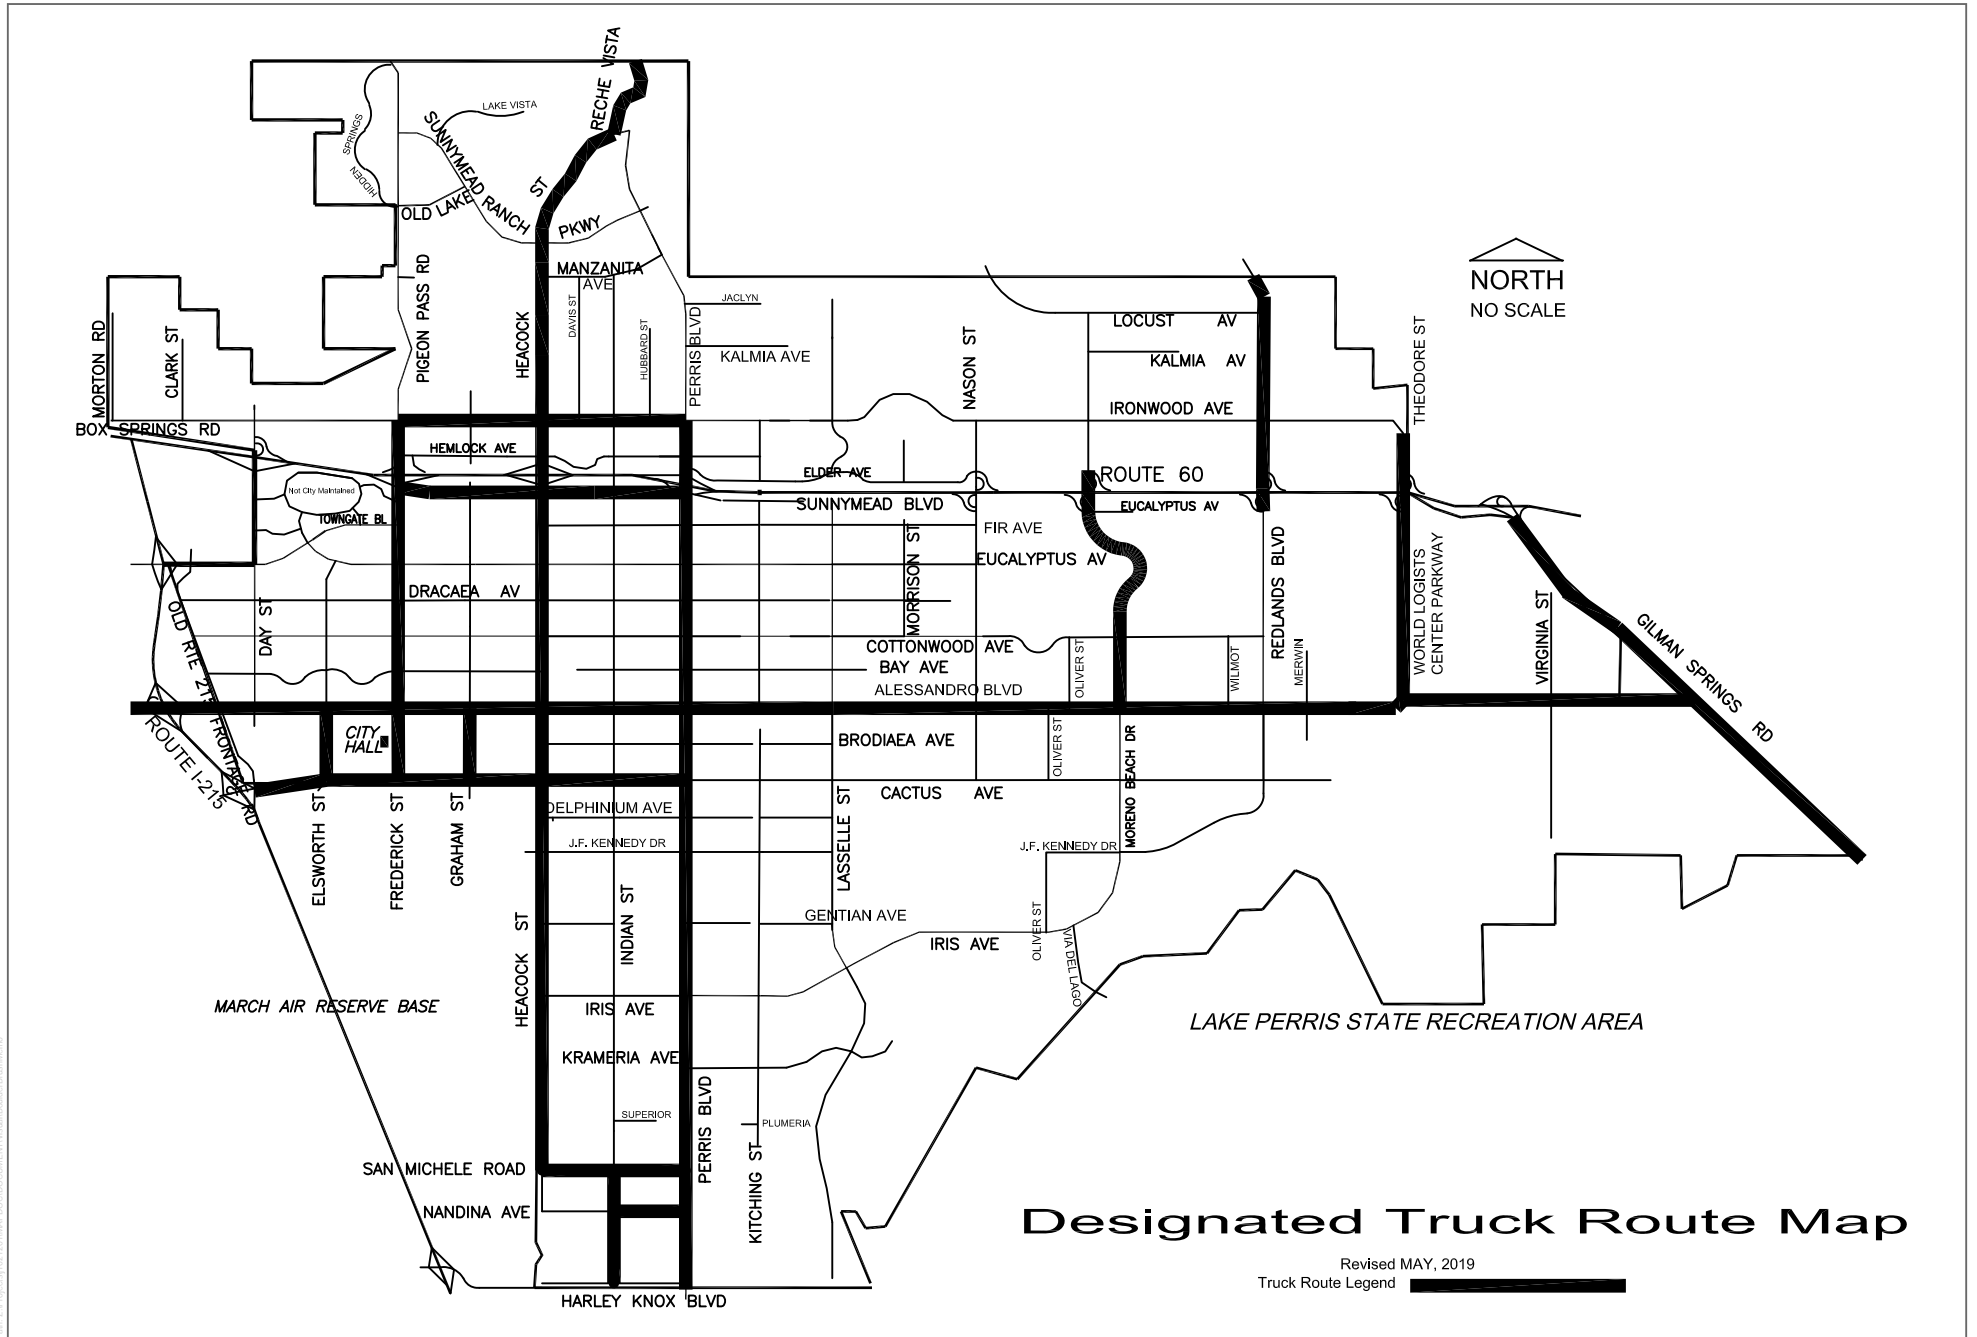 RECHE VISTA
LAKE VISTA
SPRINGS
HIDDEN
SUNNYMEAD RANCH
PKWY
OLD LAKE
ST
HEACOCK
MANZANITA
AVE
DAVIS ST
HUBBARD ST
PIGEON PASS RD
PERRIS BLVD
JACLYN
KALMIA AVE
NORTH
NO SCALE
MORTON RD
CLARK ST
BOX SPRINGS RD
NASON ST
LOCUST AV
KALMIA AV
IRONWOOD AVE
THEODORE ST
HEMLOCK AVE
ELDER AVE
ROUTE 60
Not City Maintained
TOWNGATE BL
SUNNYMEAD BLVD
EUCALYPTUS AV
FIR AVE
EUCALYPTUS AV
MORRISON ST
REDLANDS BLVD
WORLD LOGISTS
CENTER PARKWAY
VIRGINIA ST
GILMAN SPRINGS RD
DRACAEA AV
OLD RTE 215 FRONTAGE RD
DAY ST
COTTONWOOD AVE
BAY AVE
ALESSANDRO BLVD
OLIVER ST
WILMOT
MERWIN
ROUTE I-215
CITY
HALL
BRODIAEA AVE
OLIVER ST
MORENO BEACH DR
CACTUS AVE
ELSWORTH ST
FREDERICK ST
GRAHAM ST
DELPHINIUM AVE
J.F. KENNEDY DR
LASSELLE ST
J.F. KENNEDY DR
HEACOCK ST
INDIAN ST
GENTIAN AVE
IRIS AVE
OLIVER ST
VIA DEL LAGO
MARCH AIR RESERVE BASE
IRIS AVE
LAKE PERRIS STATE RECREATION AREA
KRAMERIA AVE
PERRIS BLVD
SUPERIOR
PLUMERIA
KITCHING ST
SAN MICHELE ROAD
NANDINA AVE
HARLEY KNOX BLVD
Designated Truck Route Map
Revised MAY, 2019
Truck Route Legend